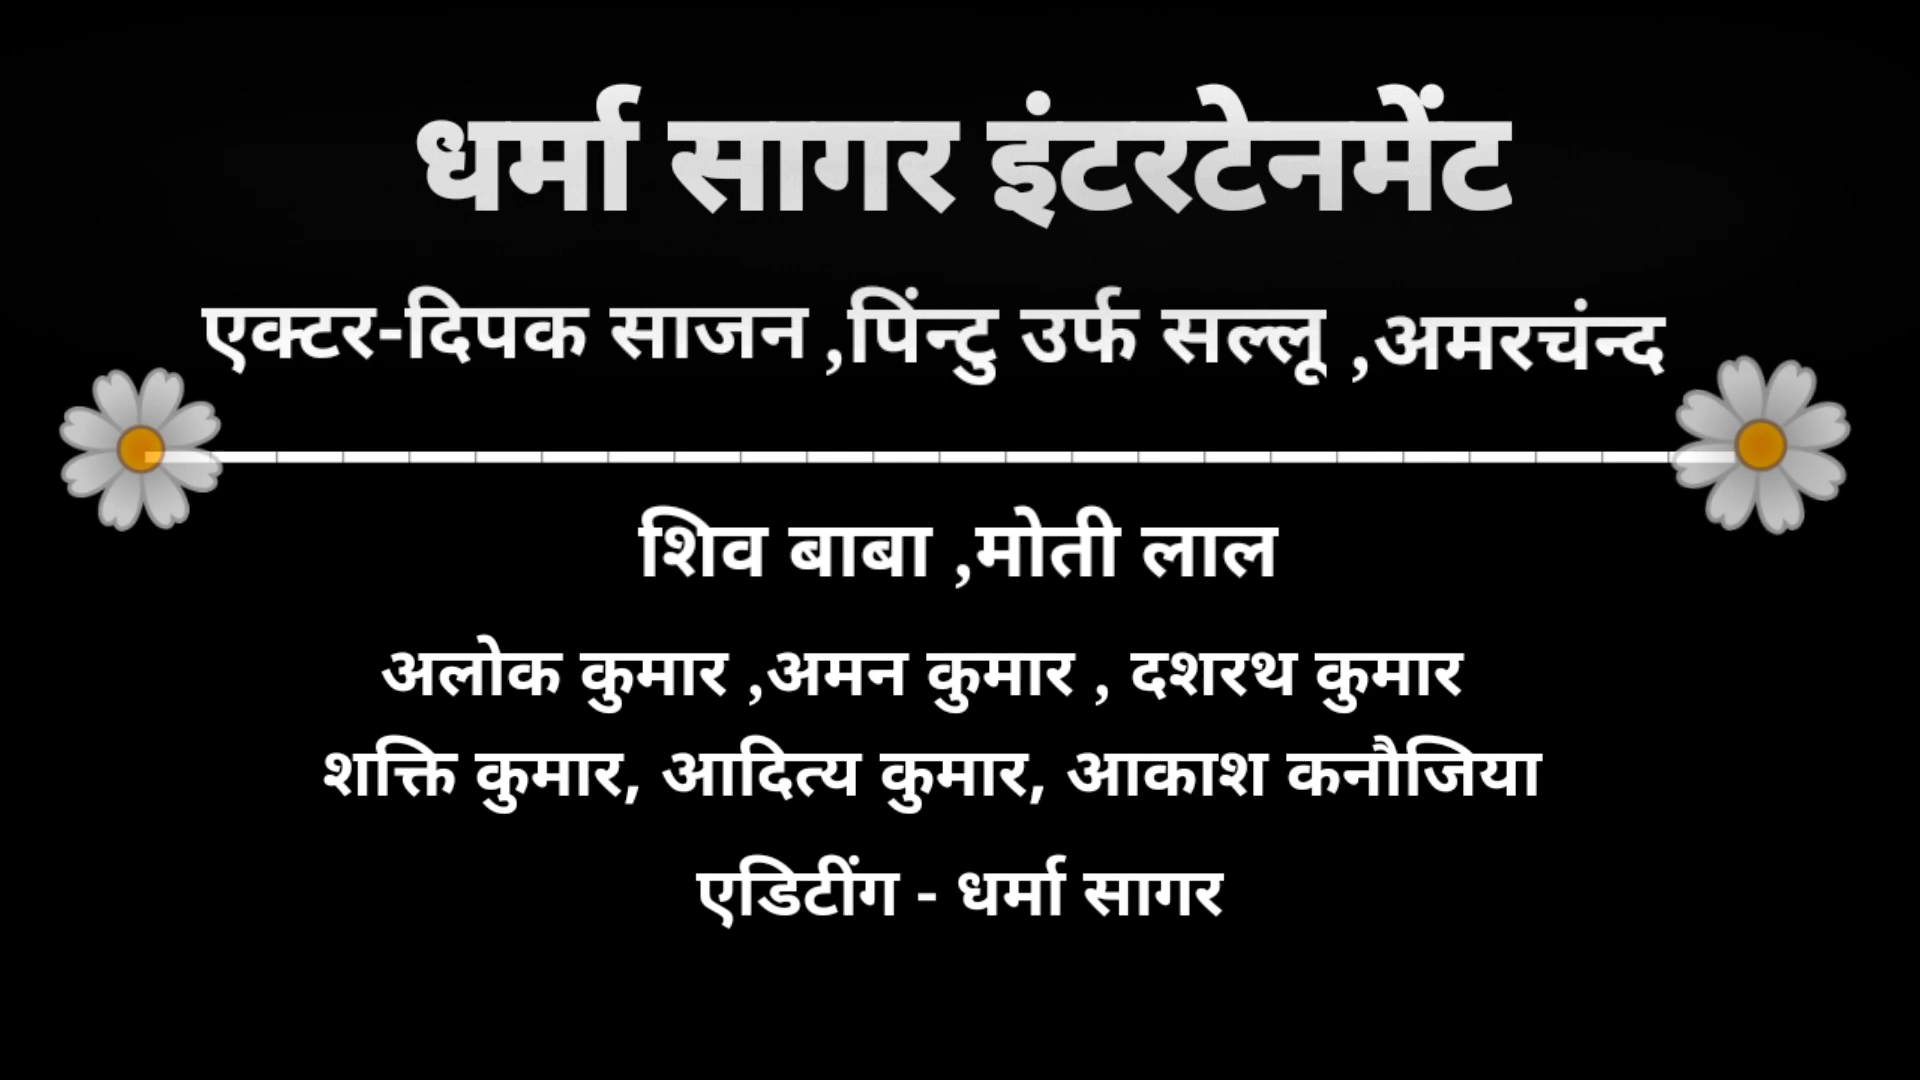 धर्मा सागर इंटरटेनमेंट
एक्टर-दिपक साजन ,पिंन्टु उर्फ सल्लू ,अमरचंन्द
शिव बाबा ,मोती लाल
अलोक कुमार ,अमन कुमार , दशरथ कुमार
शक्ति कुमार, आदित्य कुमार, आकाश कनौजिया
एडिटींग - धर्मा सागर